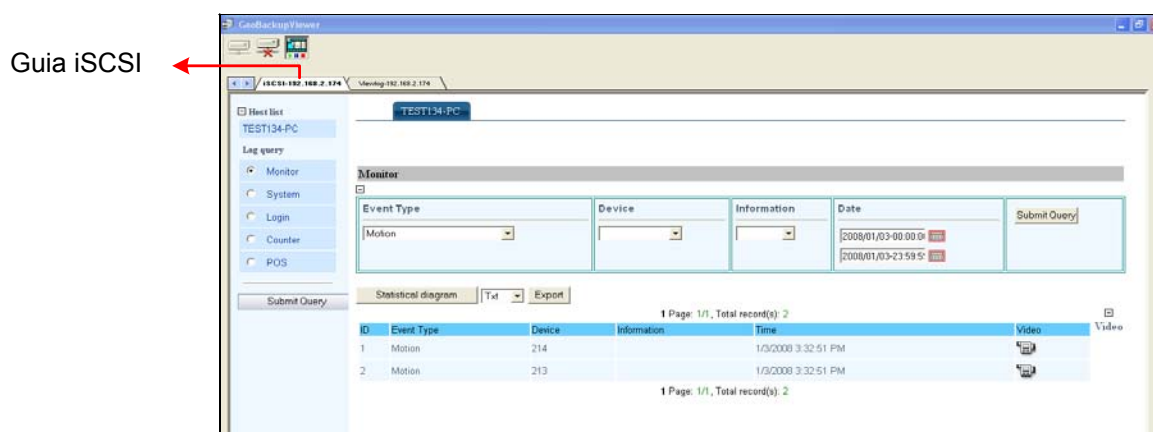 GeoBackupViewer
Guia iSCSI
iSCSI-192.168.2.174 Viewlog-192.168.2.174
Host list
TEST134-PC
TEST134-PC
Log query
Monitor
System
Login
Counter
POS
Submit Query
Monitor
Event Type Device Information Date
Motion
Submit Query
2008/01/03-00:00:0
2008/01/03-23:59:5
Statistical diagram Txt Export
1 Page: 1/1, Total record(s): 2
Video
ID Event Type Device Information Time Video
1 Motion 214 1/3/2008 3:32:51 PM
2 Motion 213 1/3/2008 3:32:51 PM
1 Page: 1/1, Total record(s): 2